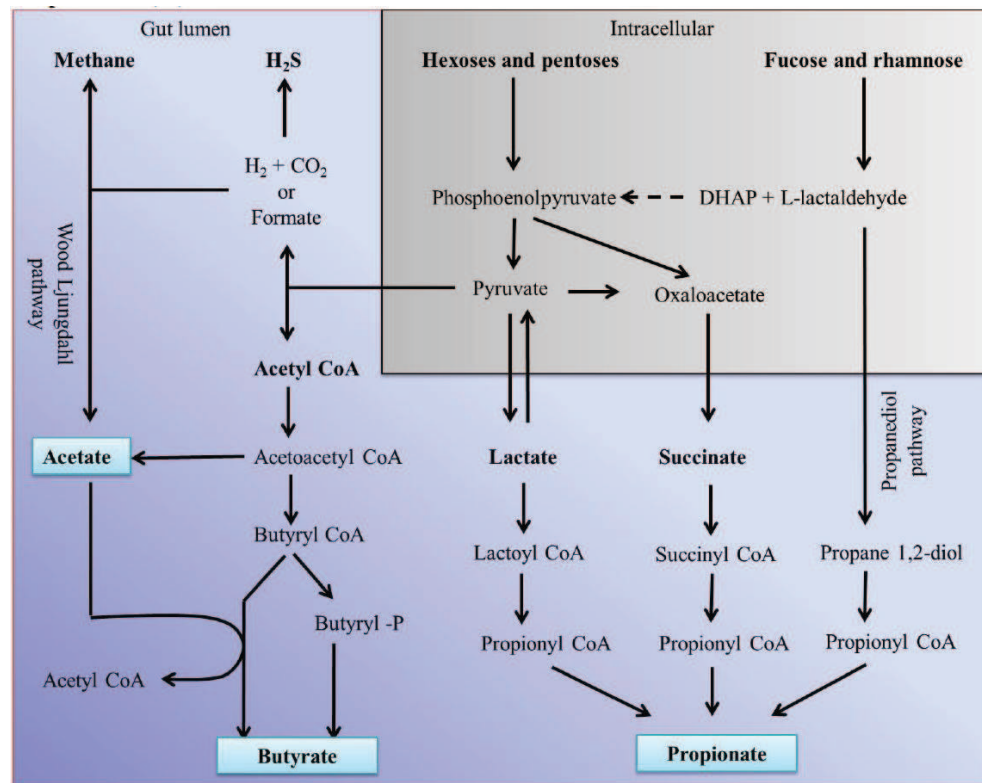 Gut lumen
Intracellular
Methane
H₂S
Hexoses and pentoses
Fucose and rhamnose
H₂ + CO₂
or
Formate
Phosphoenolpyruvate
DHAP + L-lactaldehyde
Wood Ljungdahl
pathway
Pyruvate
Oxaloacetate
Acetyl CoA
Propanediol
pathway
Acetate
Acetoacetyl CoA
Lactate
Succinate
Butyryl CoA
Lactoyl CoA
Succinyl CoA
Propane 1,2-diol
Butyryl -P
Propionyl CoA
Propionyl CoA
Propionyl CoA
Acetyl CoA
Butyrate
Propionate